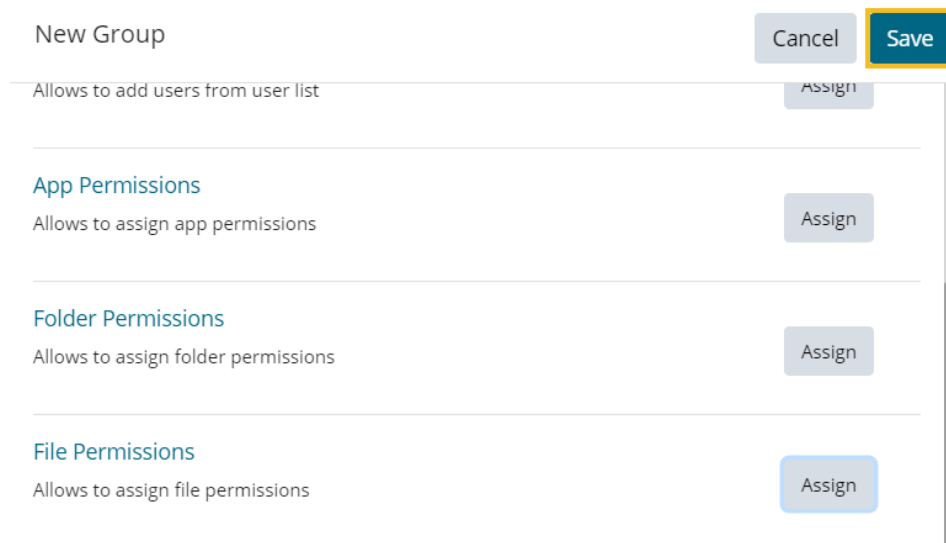 New Group
Cancel
Save
Allows to add users from user list
Assign
App Permissions
Allows to assign app permissions
Assign
Folder Permissions
Allows to assign folder permissions
Assign
File Permissions
Allows to assign file permissions
Assign